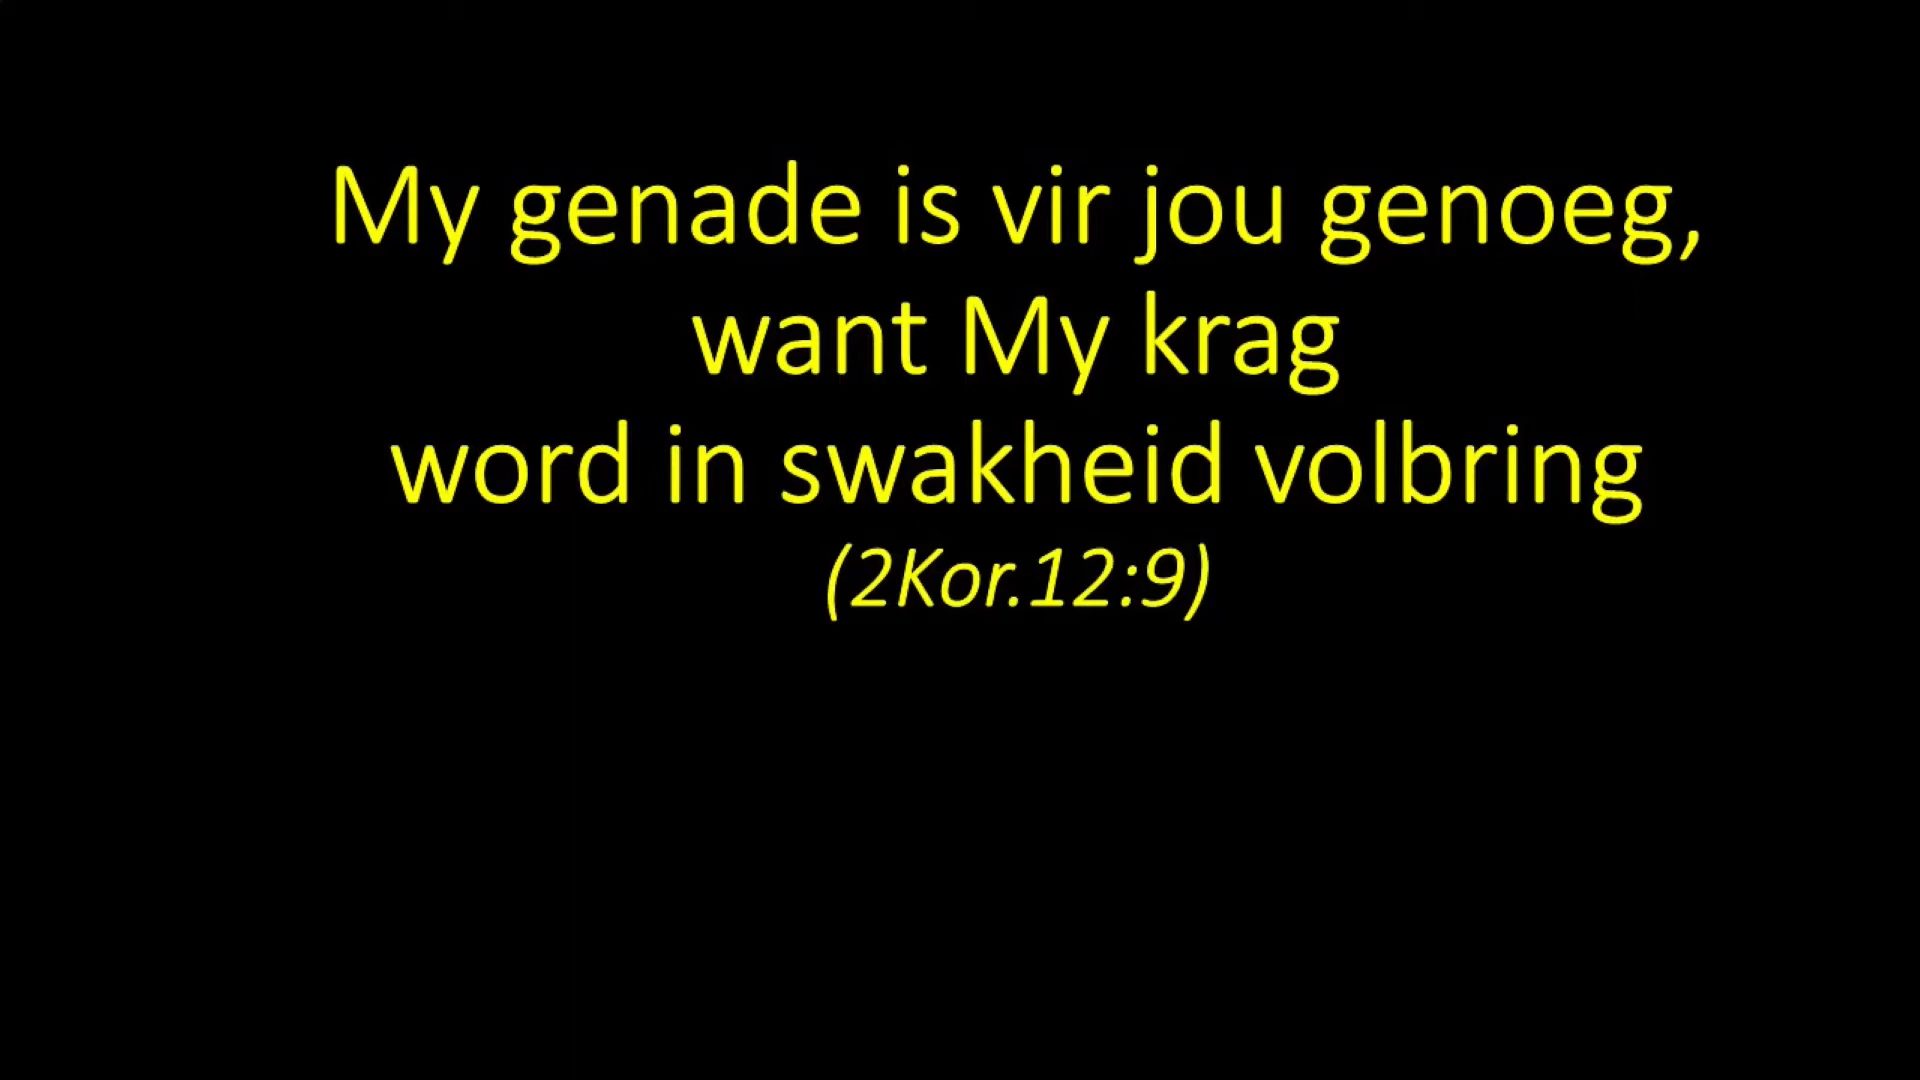 My genade is vir jou genoeg,
want My krag
word in swakheid volbring
(2Kor.12:9)